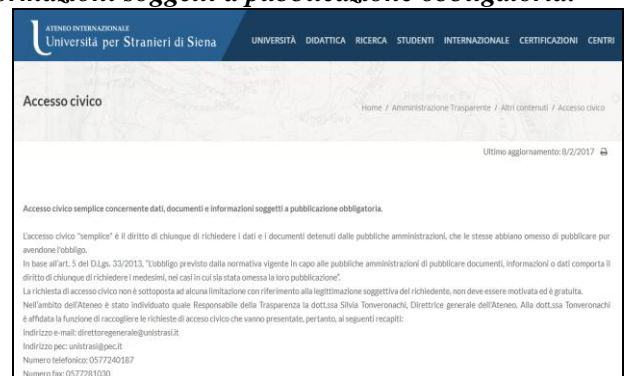 formazioni soggetti a pubblicazione obbligatoria.
ATENEO INTERNAZIONALE
Università per Stranieri di Siena
UNIVERSITÀ DIDATTICA RICERCA STUDENTI INTERNAZIONALE CERTIFICAZIONI CENTRI
Accesso civico
Home / Amministrazione Trasparente / Altri contenuti / Accesso civico
Ultimo aggiornamento: 8/2/2017
Accesso civico semplice concernente dati, documenti e informazioni soggetti a pubblicazione obbligatoria.
L'accesso civico "semplice" è il diritto di chiunque di richiedere i dati e i documenti detenuti dalle pubbliche amministrazioni, che le stesse abbiano omesso di pubblicare pur
avendone l'obbligo.
In base all'art. 5 del D.Lgs. 33/2013, "L'obbligo previsto dalla normativa vigente in capo alle pubbliche amministrazioni di pubblicare documenti, informazioni o dati comporta il
diritto di chiunque di richiedere i medesimi, nei casi in cui sia stata omessa la loro pubblicazione".
La richiesta di accesso civico non è sottoposta ad alcuna limitazione con riferimento alla legittimazione soggettiva del richiedente, non deve essere motivata ed è gratuita.
Nell'ambito dell'Ateneo è stato individuato quale Responsabile della Trasparenza la dott.ssa Silvia Tonveronachi, Direttrice generale dell'Ateneo. Alla dott.ssa Tonveronachi
è affidata la funzione di raccogliere le richieste di acceso civico che vanno presentate, pertanto, ai seguenti recapiti:
Indirizzo e-mail: direttoregenerale@unistrasi.it
Indirizzo pec: unistrasi@pec.it
Numero telefonico: 0577240187
Numero fax: 0577281030